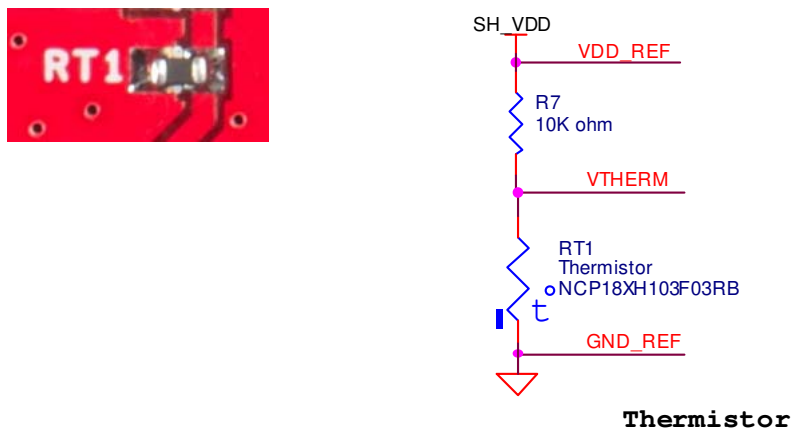 RT1
SH_VDD
VDD_REF
R7
10K ohm
VTHERM
RT1
Thermistor
NCP18XH103F03RB
t
GND_REF
Thermistor